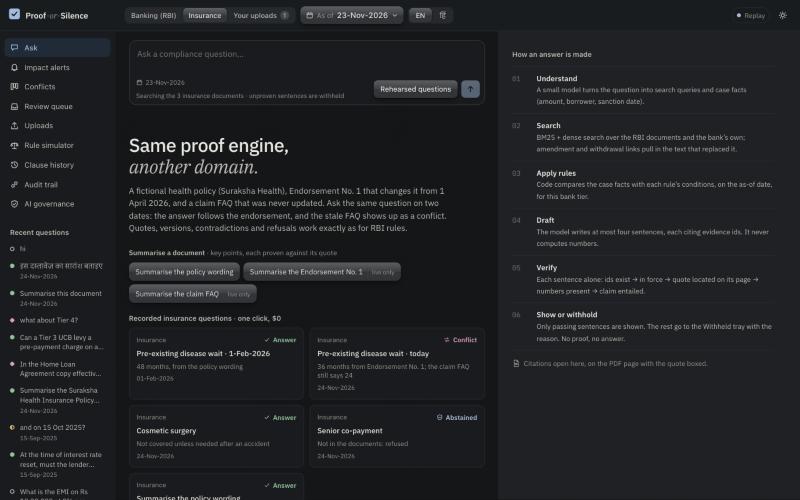 Proof or Silence
Banking (RBI) Insurance Your uploads 1 As of 23-Nov-2026 EN हिं
Replay
Ask
Impact alerts
Conflicts
Review queue
Uploads
Rule simulator
Clause history
Audit trail
AI governance
Recent questions
hi
इस दस्तावेज़ का सारांश बताइए
24-Nov-2026
Summarise this document
24-Nov-2026
what about Tier 4?
Can a Tier 3 UCB levy a
pre-payment charge on a...
In the Home Loan
Agreement copy effectiv...
Summarise the Suraksha
Health Insurance Policy...
24-Nov-2026
and on 15 Oct 2025?
15-Sep-2025
At the time of interest rate
reset, must the lender...
15-Sep-2025
What is the EMI on Rs
Ask a compliance question...
23-Nov-2026
Searching the 3 insurance documents · unproven sentences are withheld
Rehearsed questions
Same proof engine,
another domain.
A fictional health policy (Suraksha Health), Endorsement No. 1 that changes it from 1
April 2026, and a claim FAQ that was never updated. Ask the same question on two
dates: the answer follows the endorsement, and the stale FAQ shows up as a conflict.
Quotes, versions, contradictions and refusals work exactly as for RBI rules.
Summarise a document · key points, each proven against its quote
Summarise the policy wording
Summarise the Endorsement No. 1 live only
Summarise the claim FAQ live only
Recorded insurance questions · one click, $0
Insurance Answer
Pre-existing disease wait · 1-Feb-2026
48 months, from the policy wording
01-Feb-2026
Insurance Conflict
Pre-existing disease wait · today
36 months from Endorsement No. 1; the claim FAQ
still says 24
24-Nov-2026
Insurance Answer
Cosmetic surgery
Not covered unless needed after an accident
24-Nov-2026
Insurance Abstained
Senior co-payment
Not in the documents: refused
24-Nov-2026
Insurance Answer
Summarise the policy wording
How an answer is made
01 Understand
A small model turns the question into search queries and case facts
(amount, borrower, sanction date).
02 Search
BM25 + dense search over the RBI documents and the bank's own;
amendment and withdrawal links pull in the text that replaced it.
03 Apply rules
Code compares the case facts with each rule's conditions, on the as-of date,
for this bank tier.
04 Draft
The model writes at most four sentences, each citing evidence ids. It never
computes numbers.
05 Verify
Each sentence alone: ids exist → in force → quote located on its page →
numbers present → claim entailed.
06 Show or withhold
Only passing sentences are shown. The rest go to the Withheld tray with the
reason. No proof, no answer.
Citations open here, on the PDF page with the quote boxed.